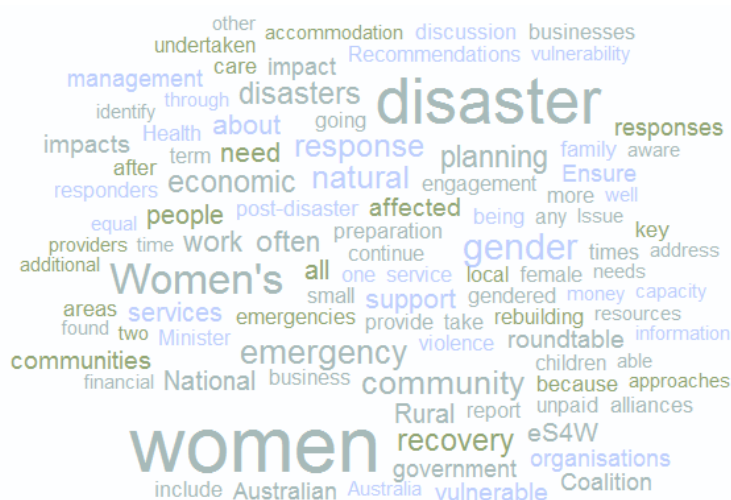 other accommodation discussion businesses
undertaken Recommendations vulnerability
care impact
management disasters disaster
through
identify going
Health about responses
impacts need response planning family aware
after term Ensure
responders economic natural engagement more well
equal people post-disaster affected being any Issue
preparation key
providers time work often gender times address
continue
additional Women's all one service local female needs
small support gendered money capacity
areas services emergencies provide take rebuilding resources
found two Minister violence roundtable information
communities emergency children able
financial National business community because approaches
Rural report unpaid alliances
women recovery eS4W
government organisations
include Australian Australia vulnerable Coalition